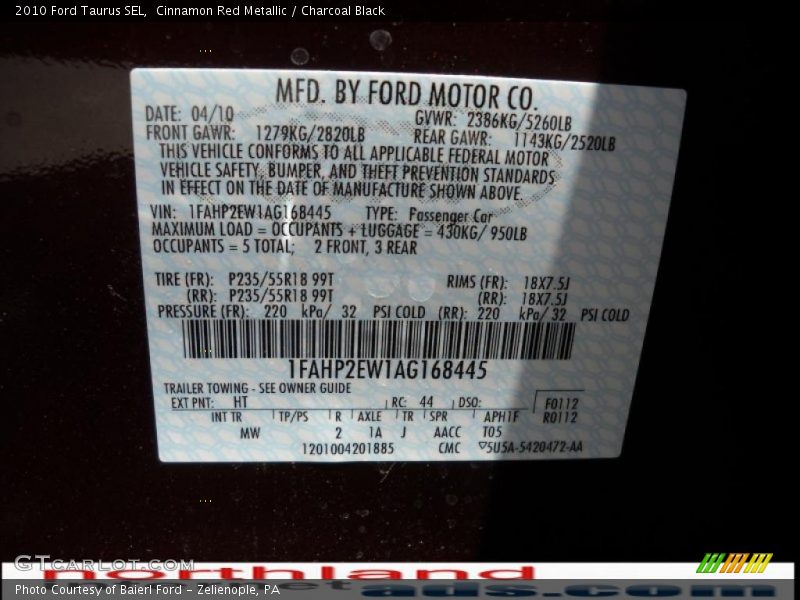 2010 Ford Taurus SEL,  Cinnamon Red Metallic / Charcoal Black
MFD. BY FORD MOTOR CO.
DATE: 04/10 GVWR: 2386KG/5260LB
FRONT GAWR: 1279KG/2820LB REAR GAWR: 1143KG/2520LB
THIS VEHICLE CONFORMS TO ALL APPLICABLE FEDERAL MOTOR
VEHICLE SAFETY, BUMPER, AND THEFT PREVENTION STANDARDS
IN EFFECT ON THE DATE OF MANUFACTURE SHOWN ABOVE.
VIN: 1FAHP2EW1AG168445 TYPE: Passenger Car
MAXIMUM LOAD = OCCUPANTS + LUGGAGE = 430KG/ 950LB
OCCUPANTS = 5 TOTAL; 2 FRONT, 3 REAR
TIRE (FR): P235/55R18 99T RIMS (FR): 18X7.5J
(RR): P235/55R18 99T (RR): 18X7.5J
PRESSURE (FR): 220 kPa/ 32 PSI COLD (RR): 220 kPa/ 32 PSI COLD
1FAHP2EW1AG168445
TRAILER TOWING - SEE OWNER GUIDE
EXT PNT: HT RC: 44 DSO: F0112
INT TR TP/PS R AXLE TR SPR APH1F R0112
MW 2 1A J AACC T05
1201004201885 CMC 5U5A-5420472-AA
GTcarlot.com
northland
ads.com
Photo Courtesy of Baierl Ford - Zelienople, PA